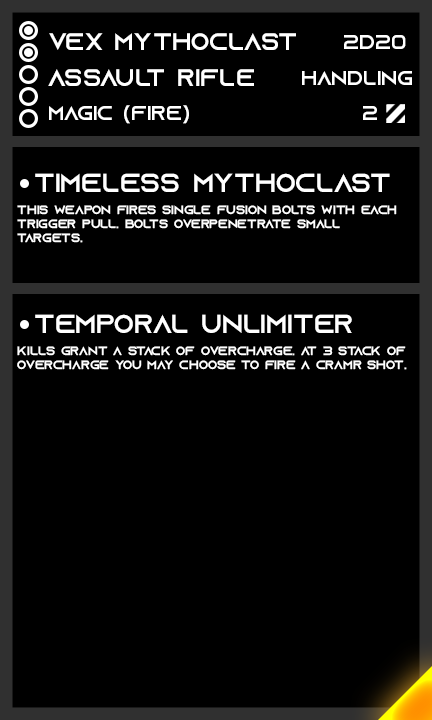 VEX MYTHOCLAST 2D20
ASSAULT RIFLE HANDLING
MAGIC (FIRE) 2
• TIMELESS MYTHOCLAST
THIS WEAPON FIRES SINGLE FUSION BOLTS WITH EACH
TRIGGER PULL. BOLTS OVERPENETRATE SMALL
TARGETS.
• TEMPORAL UNLIMITER
KILLS GRANT A STACK OF OVERCHARGE. AT 3 STACK OF
OVERCHARGE YOU MAY CHOOSE TO FIRE A CRAMR SHOT.